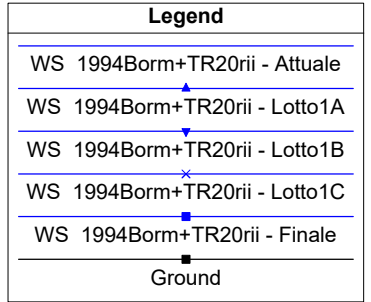 Legend
WS 1994Borm+TR20rii - Attuale
WS 1994Borm+TR20rii - Lotto1A
WS 1994Borm+TR20rii - Lotto1B
WS 1994Borm+TR20rii - Lotto1C
WS 1994Borm+TR20rii - Finale
Ground